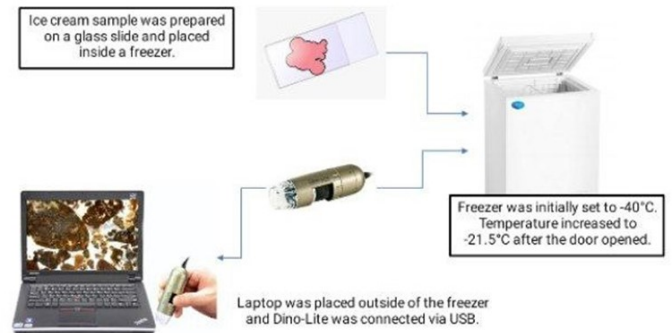 Ice cream sample was prepared
on a glass slide and placed
inside a freezer.
Freezer was initially set to -40°C.
Temperature increased to
-21.5°C after the door opened.
Laptop was placed outside of the freezer
and Dino-Lite was connected via USB.